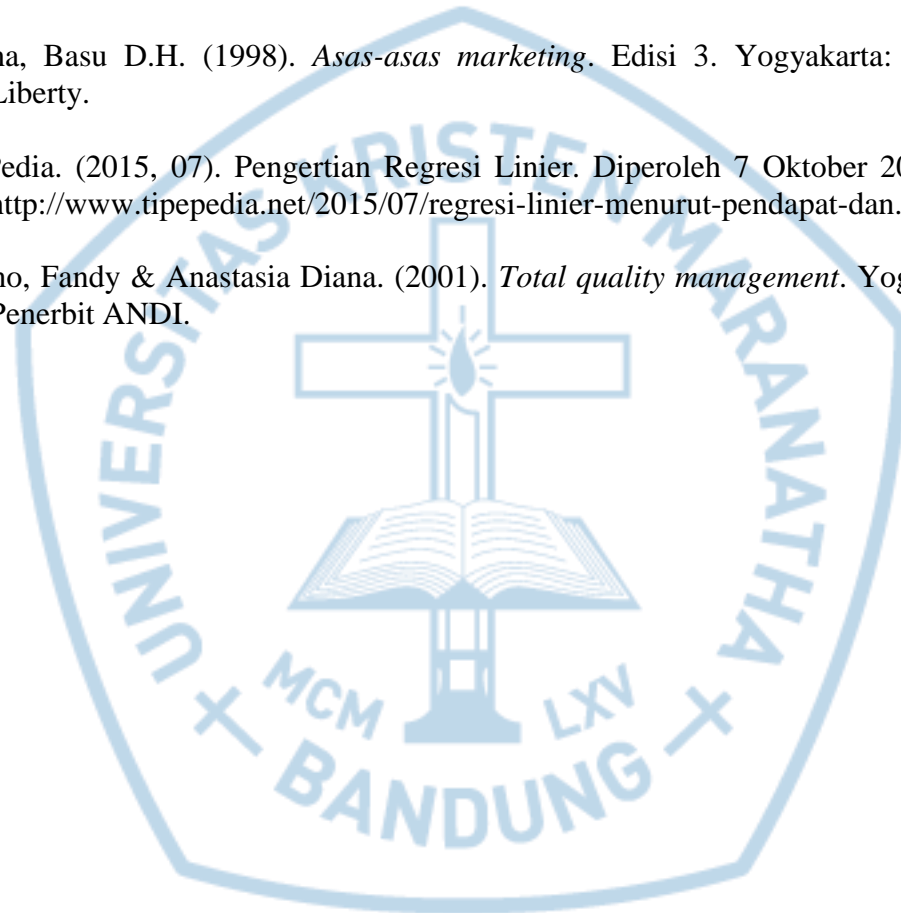 na, Basu D.H. (1998). Asas-asas marketing. Edisi 3. Yogyakarta:
Liberty.
Pedia. (2015, 07). Pengertian Regresi Linier. Diperoleh 7 Oktober 20
http://www.tipepedia.net/2015/07/regresi-linier-menurut-pendapat-dan.
no, Fandy & Anastasia Diana. (2001). Total quality management. Yog
Penerbit ANDI.
UNIVERSITAS KRISTEN MARANATHA
MCM LXV
BANDUNG